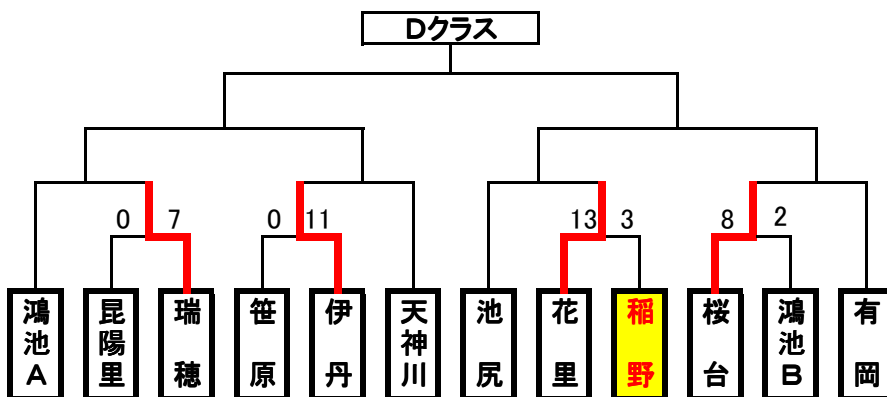 Dクラス
0 7 0 11 13 3 8 2
鴻池A
昆陽里
瑞穂
笹原
伊丹
天神川
池尻
花里
稲野
桜台
鴻池B
有岡